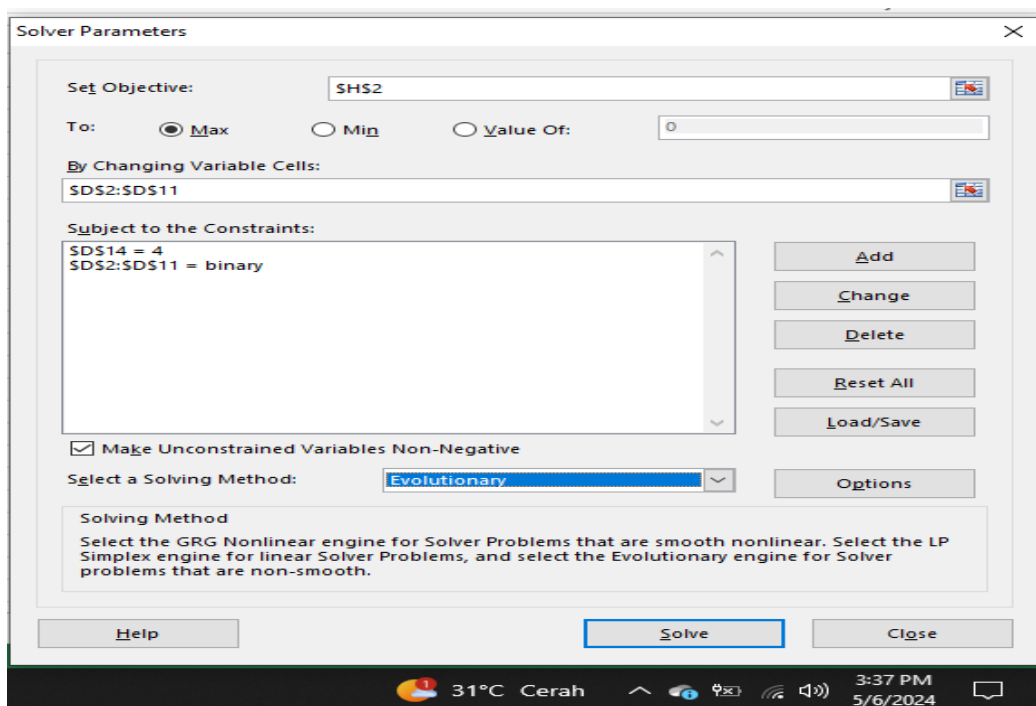 Solver Parameters
Set Objective:
$H$2
To:
Max
Min
Value Of:
0
By Changing Variable Cells:
$D$2:$D$11
Subject to the Constraints:
$D$14 = 4
$D$2:$D$11 = binary
Add
Change
Delete
Reset All
Load/Save
Make Unconstrained Variables Non-Negative
Select a Solving Method:
Evolutionary
Options
Solving Method
Select the GRG Nonlinear engine for Solver Problems that are smooth nonlinear. Select the LP
Simplex engine for linear Solver Problems, and select the Evolutionary engine for Solver
problems that are non-smooth.
Help
Solve
Close
1
31°C Cerah
3:37 PM
5/6/2024